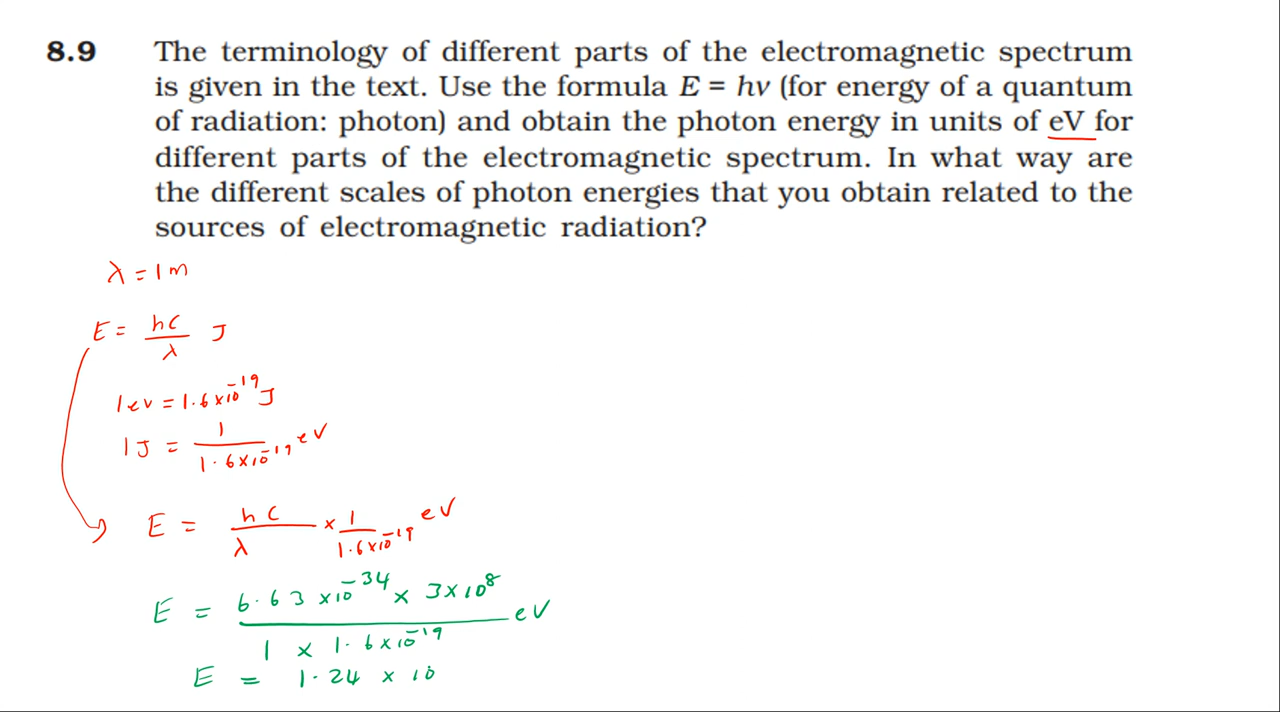 8.9 The terminology of different parts of the electromagnetic spectrum
is given in the text. Use the formula E = hν (for energy of a quantum
of radiation: photon) and obtain the photon energy in units of eV for
different parts of the electromagnetic spectrum. In what way are
the different scales of photon energies that you obtain related to the
sources of electromagnetic radiation?
λ = 1 m
E = hc/λ J
1 ev = 1.6×10⁻¹⁹ J
1 J = 1/(1.6×10⁻¹⁹) eV
E = hc/λ × 1/(1.6×10⁻¹⁹) eV
E = (6.63 × 10⁻³⁴ × 3×10⁸)/(1 × 1.6×10⁻¹⁹) eV
E = 1.24 × 10